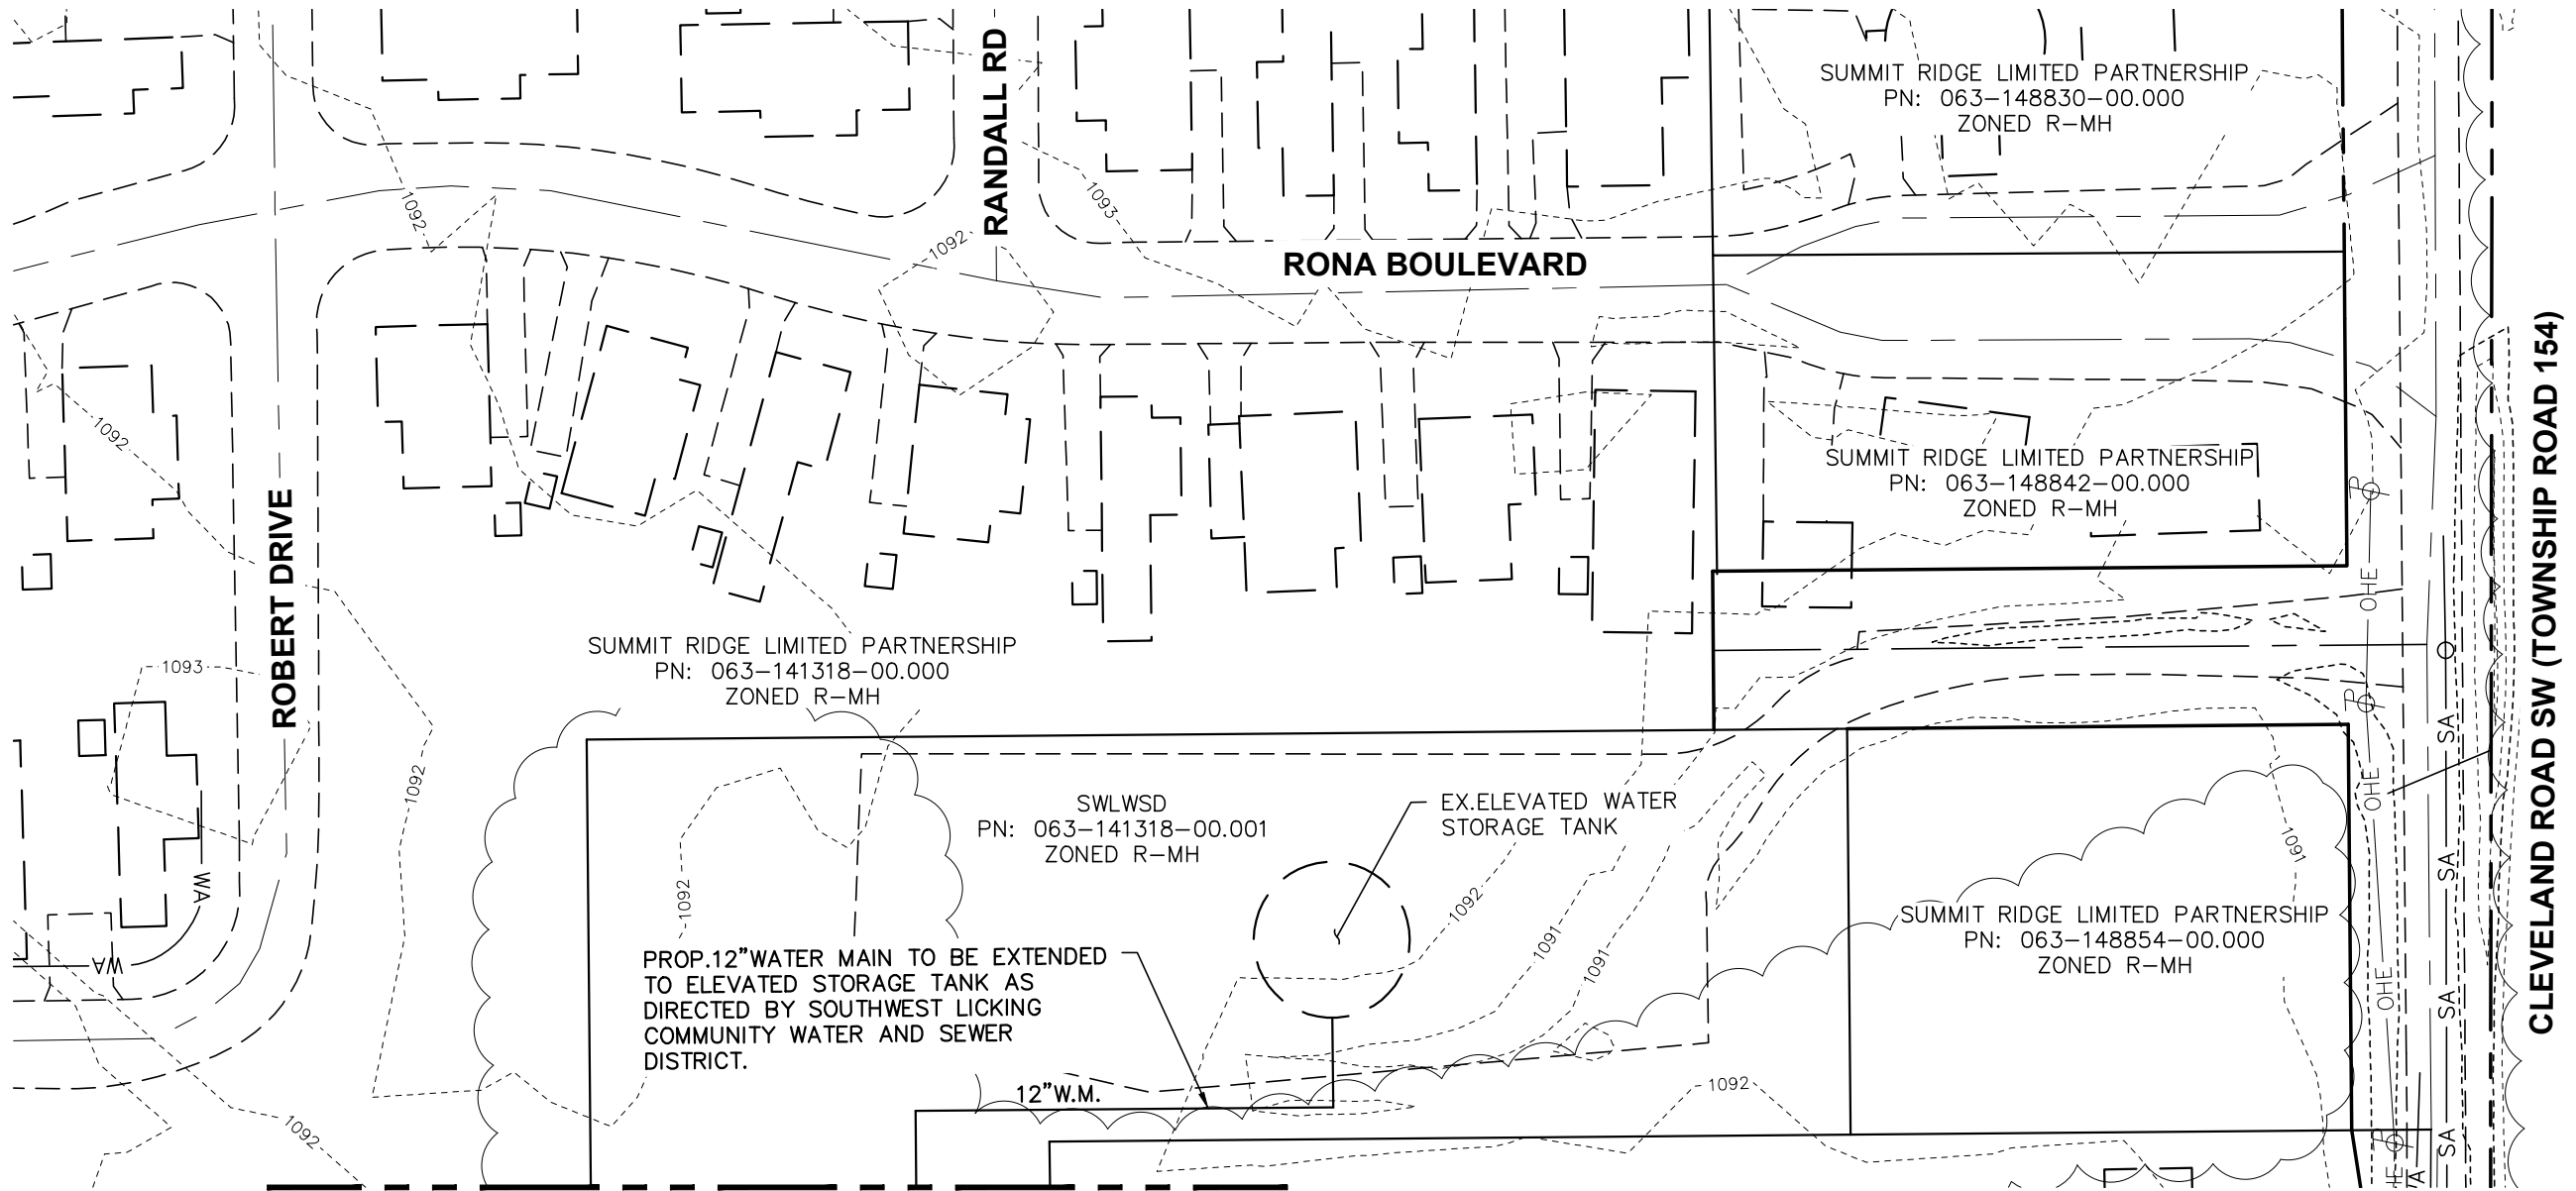 RANDALL RD
SUMMIT RIDGE LIMITED PARTNERSHIP
PN: 063-148830-00.000
ZONED R-MH
1092
1093
1092
RONA BOULEVARD
1092
SUMMIT RIDGE LIMITED PARTNERSHIP
PN: 063-148842-00.000
ZONED R-MH
P
OHE
CLEVELAND ROAD SW (TOWNSHIP ROAD 154)
ROBERT DRIVE
SUMMIT RIDGE LIMITED PARTNERSHIP
PN: 063-141318-00.000
ZONED R-MH
1093
P
SA
OHE
1092
SWLWSD
PN: 063-141318-00.001
ZONED R-MH
EX.ELEVATED WATER
STORAGE TANK
1091
SA
WA
1092
1092
SUMMIT RIDGE LIMITED PARTNERSHIP
PN: 063-148854-00.000
ZONED R-MH
1091
1091
WA
PROP.12"WATER MAIN TO BE EXTENDED
TO ELEVATED STORAGE TANK AS
DIRECTED BY SOUTHWEST LICKING
COMMUNITY WATER AND SEWER
DISTRICT.
OHE
SA
12"W.M.
1092
1092
P
SA